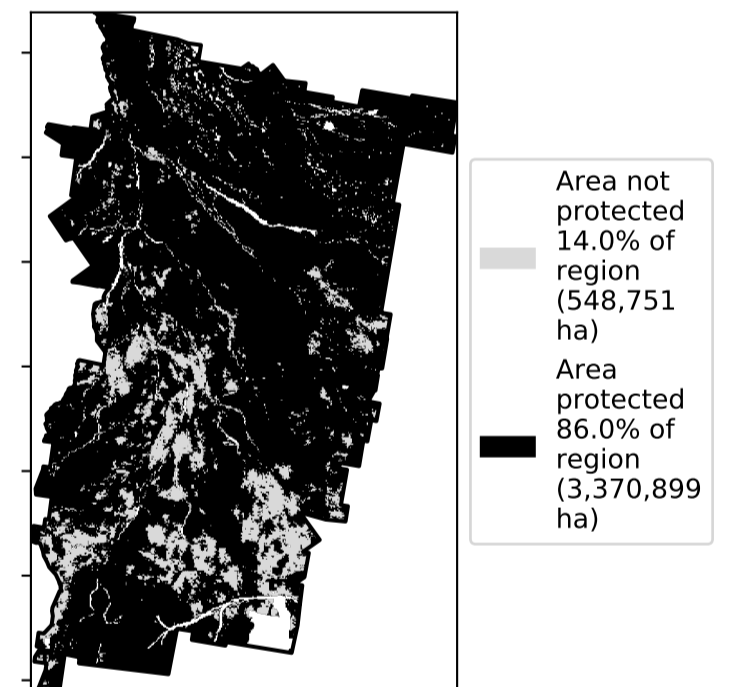 Area not
protected
14.0% of
region
(548,751
ha)
Area
protected
86.0% of
region
(3,370,899
ha)